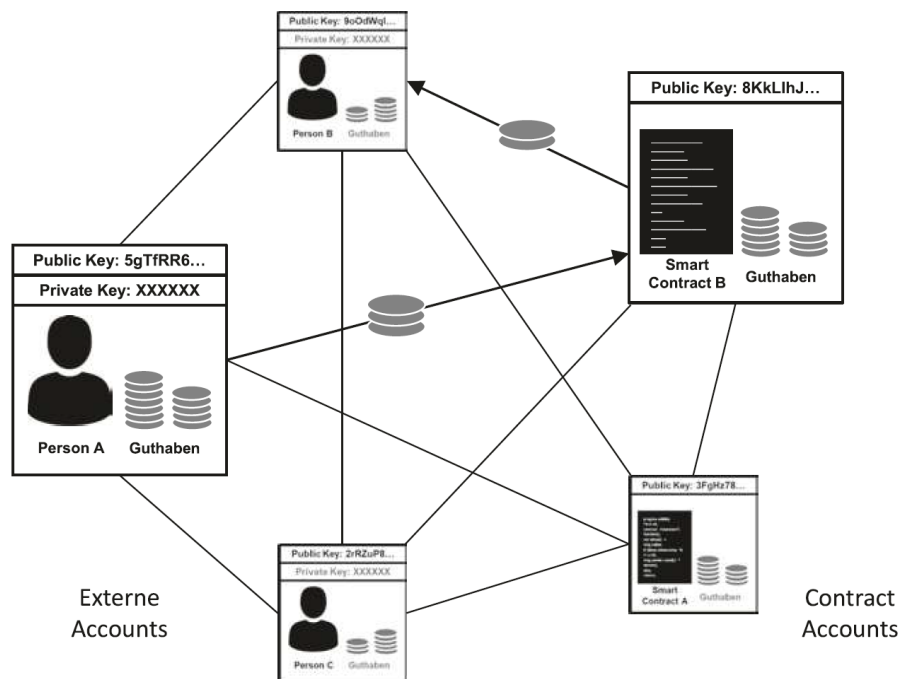 Public Key: 9oOdWql...
Private Key: XXXXXX
Person B Guthaben
Public Key: 8KkLIhJ...
Smart
Contract B
Guthaben
Public Key: 5gTfRR6...
Private Key: XXXXXX
Person A Guthaben
Public Key: 3FgHz78...
Smart
Contract A
Guthaben
Public Key: 2rRZuP8...
Private Key: XXXXXX
Person C Guthaben
Externe
Accounts
Contract
Accounts